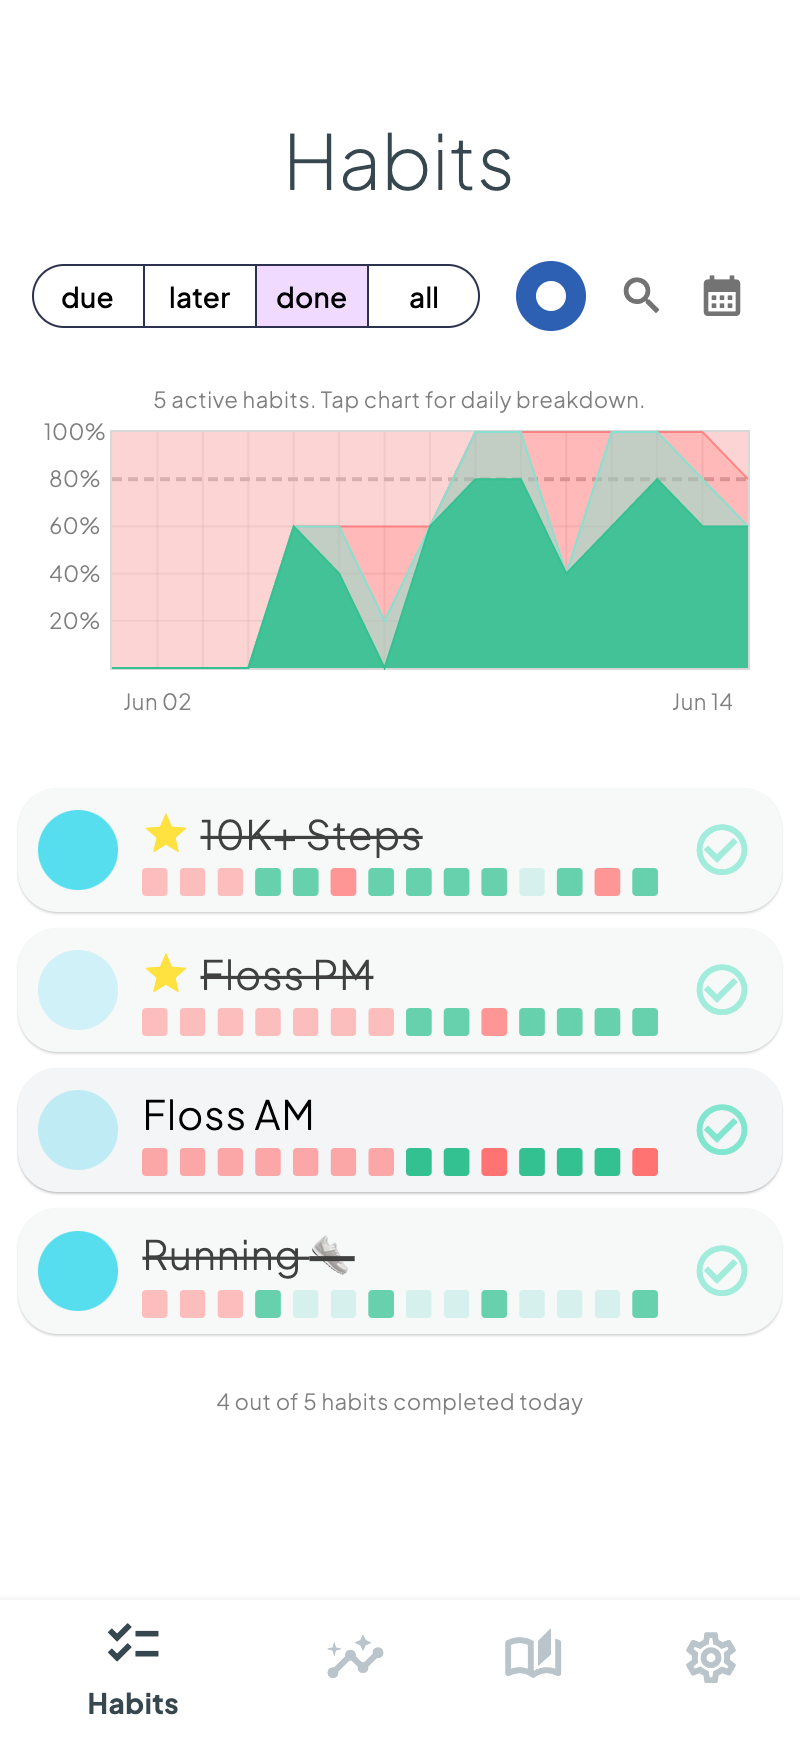 Habits
due later done all
5 active habits. Tap chart for daily breakdown.
100%
80%
60%
40%
20%
Jun 02 Jun 14
10K+ Steps
Floss PM
Floss AM
Running
4 out of 5 habits completed today
Habits